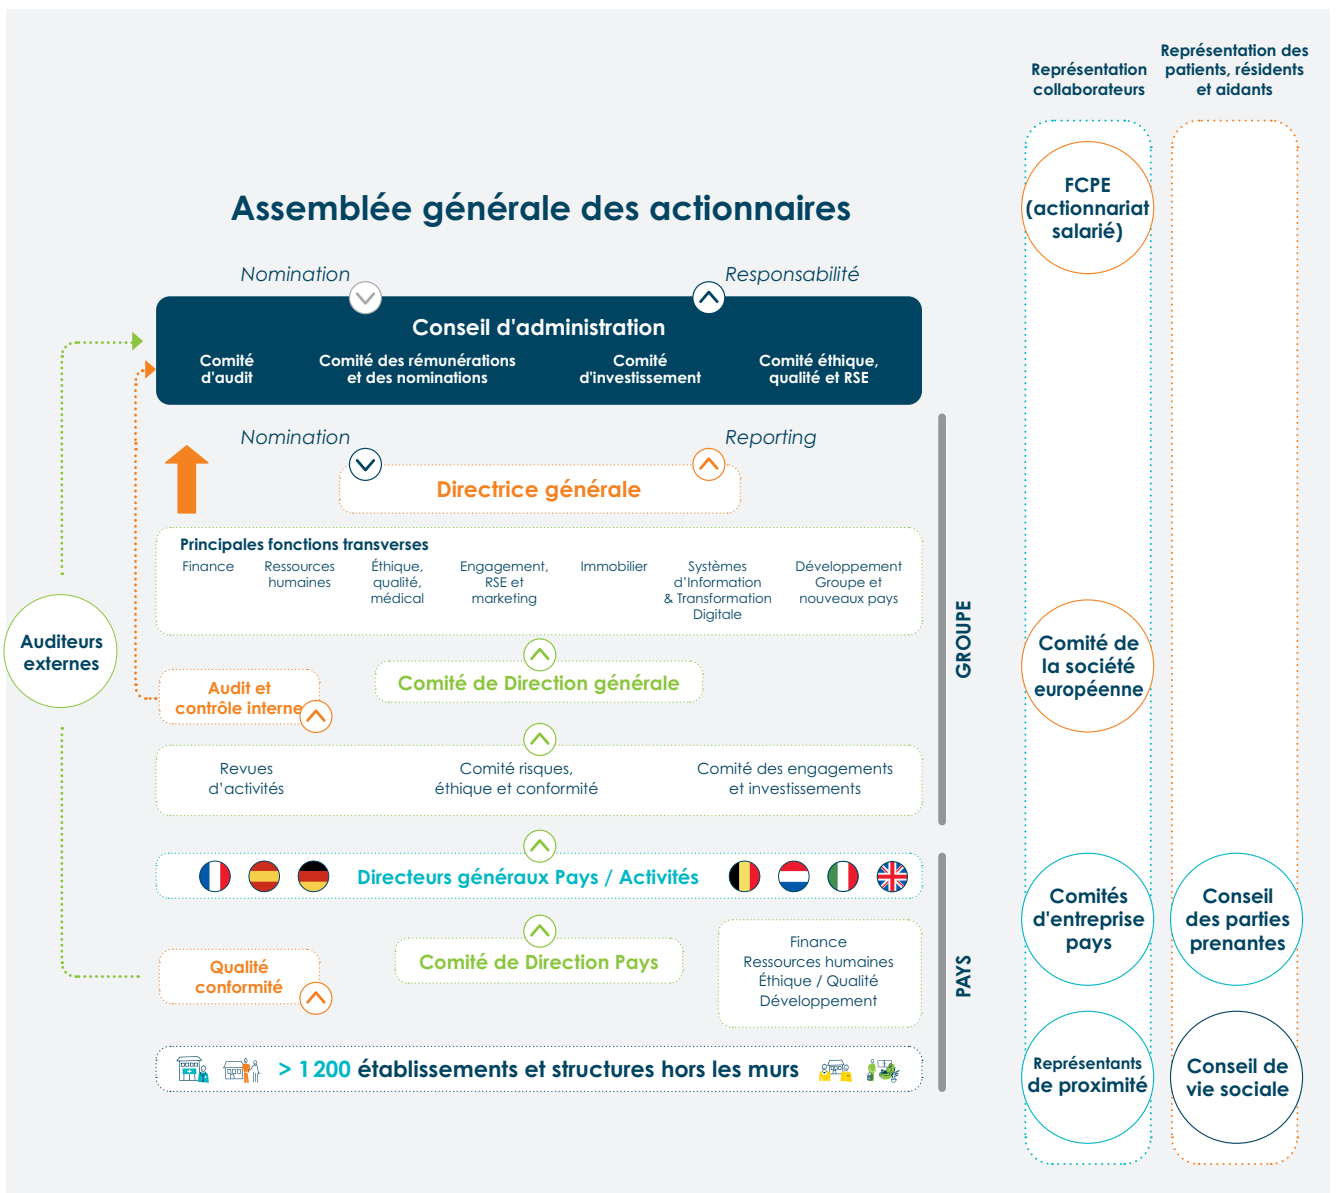 Représentation
collaborateurs
Représentation des
patients, résidents
et aidants
FCPE
(actionnariat
salarié)
Assemblée générale des actionnaires
Nomination
Responsabilité
Conseil d'administration
Comité
d'audit
Comité des rémunérations
et des nominations
Comité
d'investissement
Comité éthique,
qualité et RSE
Nomination
Reporting
Directrice générale
Principales fonctions transverses
Finance
Ressources
humaines
Éthique,
qualité,
médical
Engagement,
RSE et
marketing
Immobilier
Systèmes
d'Information
& Transformation
Digitale
Développement
Groupe et
nouveaux pays
GROUPE
Auditeurs
externes
Comité de
la société
européenne
Audit et
contrôle interne
Comité de Direction générale
Revues
d'activités
Comité risques,
éthique et conformité
Comité des engagements
et investissements
Directeurs généraux Pays / Activités
Comités
d'entreprise
pays
Conseil
des parties
prenantes
Qualité
conformité
Comité de Direction Pays
Finance
Ressources humaines
Éthique / Qualité
Développement
PAYS
> 1 200 établissements et structures hors les murs
Représentants
de proximité
Conseil de
vie sociale